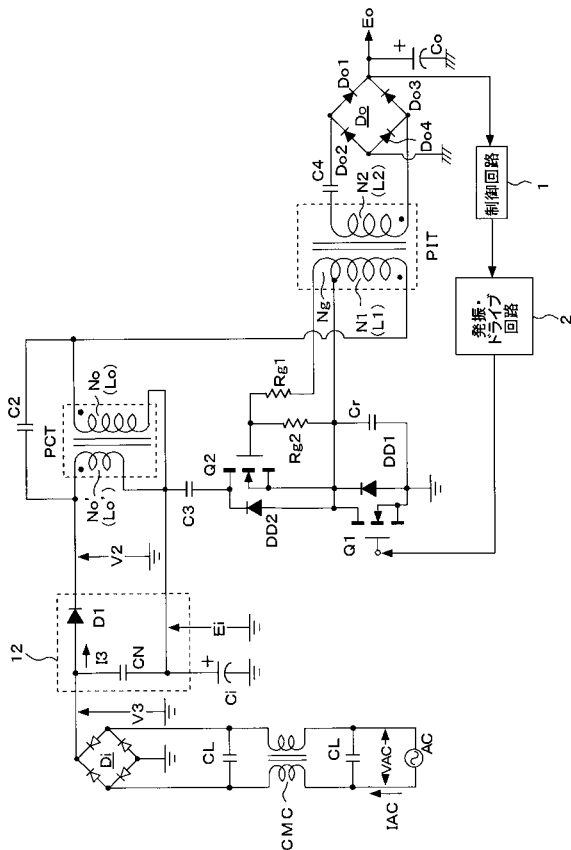 AC
VAC
IAC
CL
CMC
CL
Di
V3
Ci
+
Ei
CN
I3
D1
12
V2
No'
(Lo')
PCT
No
(Lo)
C2
C3
Q2
DD2
Q1
DD1
Cr
Rg2
Rg1
Ng
N1
(L1)
PIT
N2
(L2)
C4
Do2
Do1
Do
Do3
Do4
Eo
+
Co
制御回路
1
発振・
ドライブ
回路
2